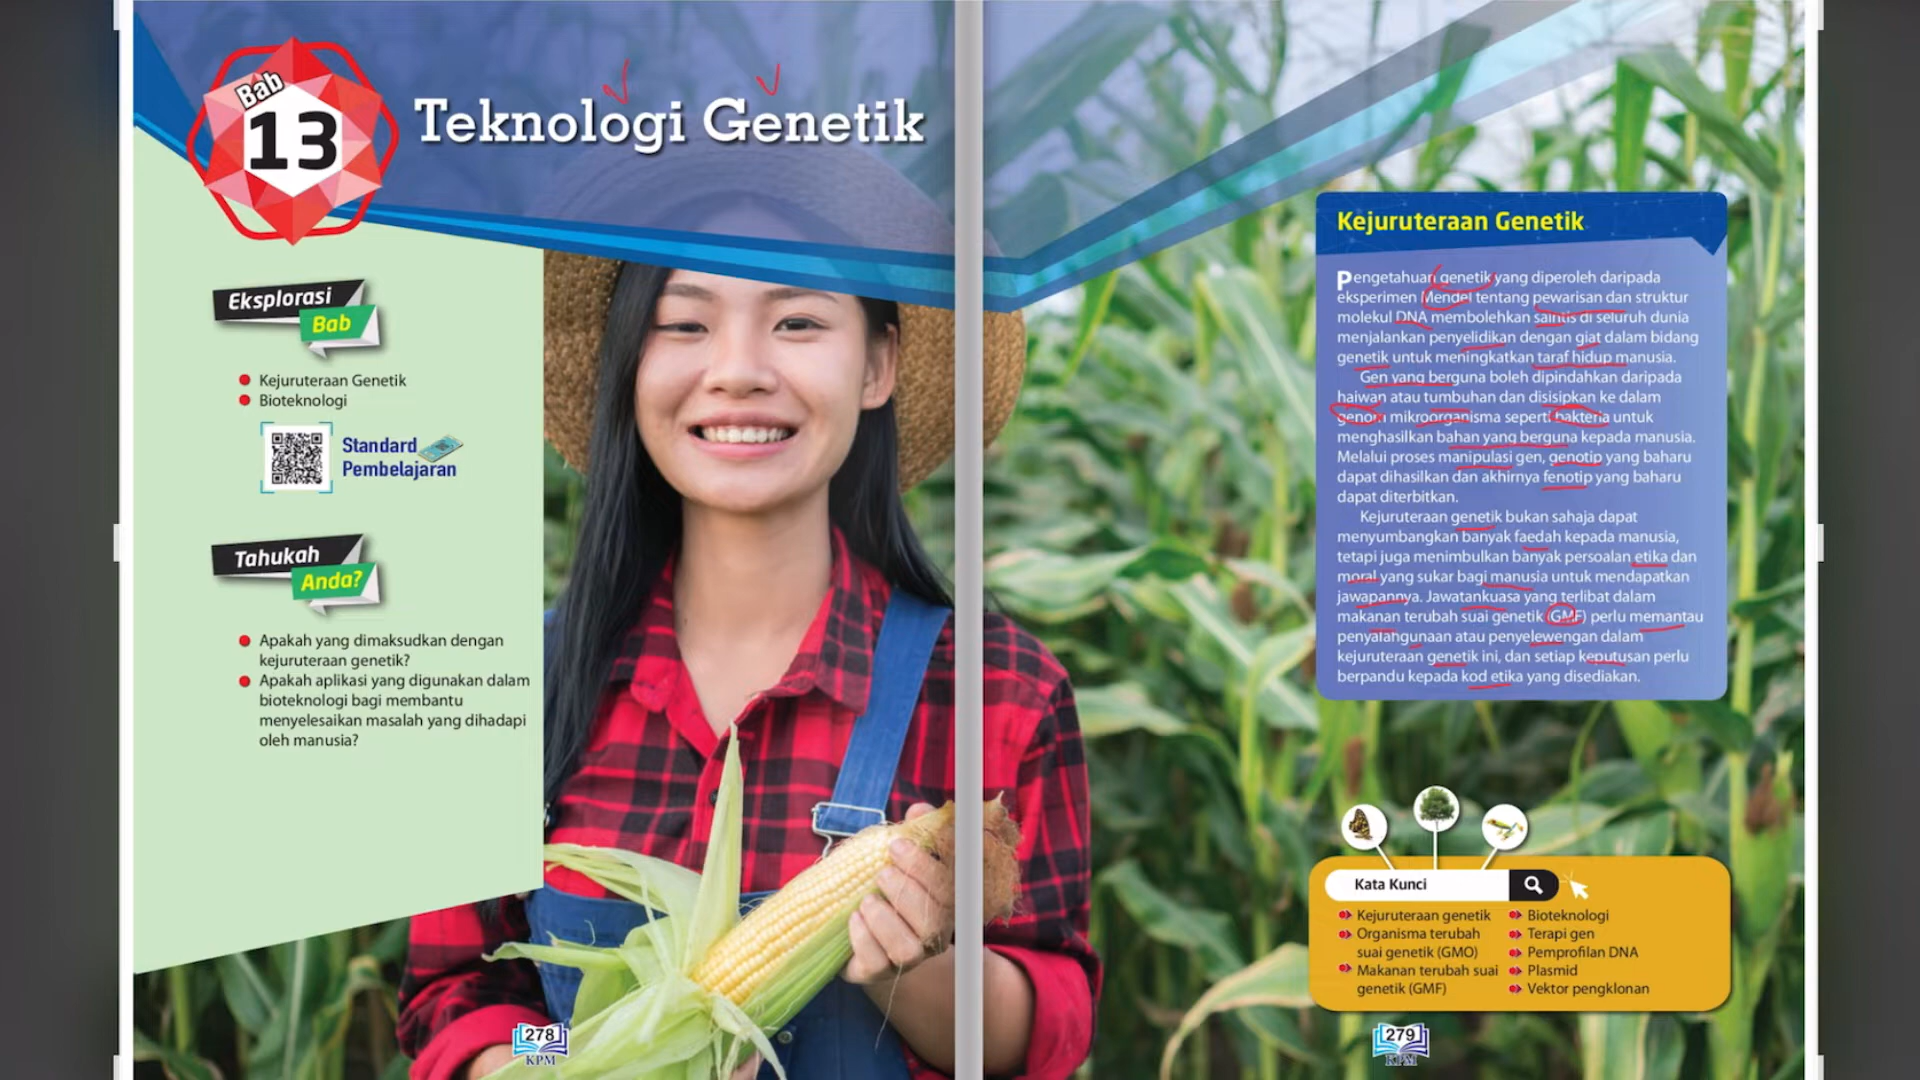 Bab
13
Teknologi Genetik
Eksplorasi
Bab
Kejuruteraan Genetik
Bioteknologi
Standard
Pembelajaran
Tahukah
Anda?
Apakah yang dimaksudkan dengan
kejuruteraan genetik?
Apakah aplikasi yang digunakan dalam
bioteknologi bagi membantu
menyelesaikan masalah yang dihadapi
oleh manusia?
278
KPM
Kejuruteraan Genetik
Pengetahuan genetik yang diperoleh daripada
eksperimen Mendel tentang pewarisan dan struktur
molekul DNA membolehkan saintis di seluruh dunia
menjalankan penyelidikan dengan giat dalam bidang
genetik untuk meningkatkan taraf hidup manusia.
Gen yang berguna boleh dipindahkan daripada
haiwan atau tumbuhan dan disisipkan ke dalam
genom mikroorganisma seperti bakteria untuk
menghasilkan bahan yang berguna kepada manusia.
Melalui proses manipulasi gen, genotip yang baharu
dapat dihasilkan dan akhirnya fenotip yang baharu
dapat diterbitkan.
Kejuruteraan genetik bukan sahaja dapat
menyumbangkan banyak faedah kepada manusia,
tetapi juga menimbulkan banyak persoalan etika dan
moral yang sukar bagi manusia untuk mendapatkan
jawapannya. Jawatankuasa yang terlibat dalam
makanan terubah suai genetik (GMF) perlu memantau
penyalahgunaan atau penyelewengan dalam
kejuruteraan genetik ini, dan setiap keputusan perlu
berpandu kepada kod etika yang disediakan.
Kata Kunci
Kejuruteraan genetik
Organisma terubah
suai genetik (GMO)
Makanan terubah suai
genetik (GMF)
Bioteknologi
Terapi gen
Pemprofilan DNA
Plasmid
Vektor pengklonan
279
KPM